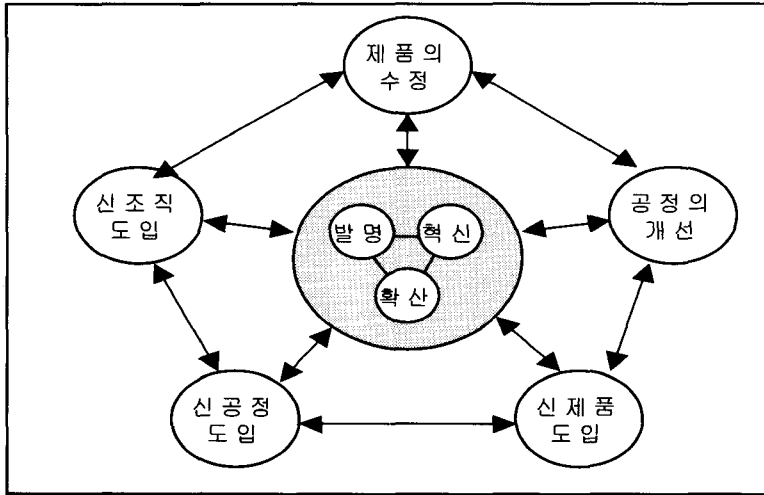 제 품 의
수 정
산 조 직
도 입
공 정 의
개 선
발 명
혁 신
확 산
신 공 정
도 입
신 제 품
도 입